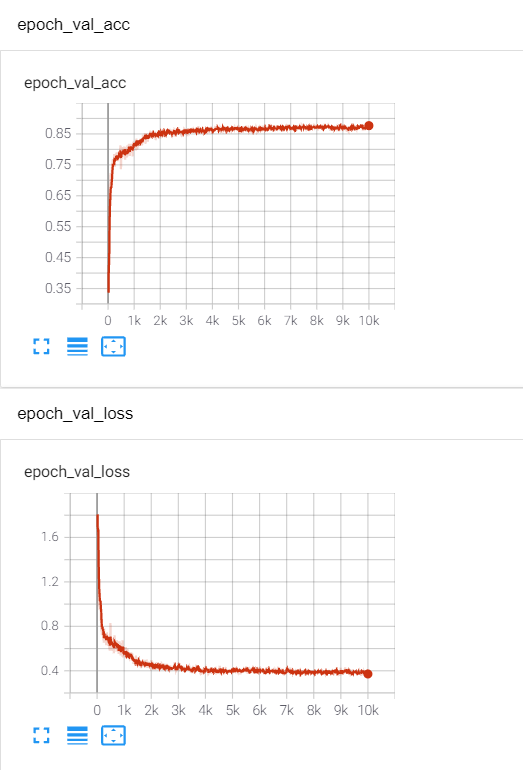 epoch_val_acc
epoch_val_acc
0.85
0.75
0.65
0.55
0.45
0.35
0 1k 2k 3k 4k 5k 6k 7k 8k 9k 10k
epoch_val_loss
epoch_val_loss
1.6
1.2
0.8
0.4
0 1k 2k 3k 4k 5k 6k 7k 8k 9k 10k